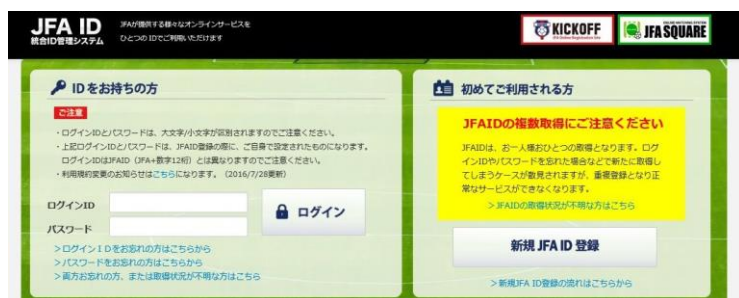 JFA ID
統合ID管理システム
JFAが提供する様々なオンラインサービスを
ひとつの IDでご利用いただけます
KICKOFF
JFA SQUARE
IDをお持ちの方
ご注意
・ログインIDとパスワードは、大文字/小文字が区別されますのでご注意ください。
・上記ログインIDとパスワードは、JFAID登録の際に、ご自身で設定されたものになります。
ログインIDはJFAID（JFA+数字12桁）とは異なりますのでご注意ください。
・利用規約変更のお知らせはこちらになります。（2016/7/28更新）
ログインID
パスワード
ログイン
>ログインＩＤをお忘れの方はこちらから
>パスワードをお忘れの方はこちらから
>両方お忘れの方、または取得状況が不明な方はこちら
初めてご利用される方
JFAIDの複数取得にご注意ください
JFAIDは、お一人様おひとつの取得となります。ログ
インIDやパスワードを忘れた場合などで新たに取得し
てしまうケースが散見されますが、重複登録となり正
常なサービスができなくなります。
>JFAIDの取得状況が不明な方はこちら
新規 JFA ID 登録
>新規JFA ID登録の流れはこちらから